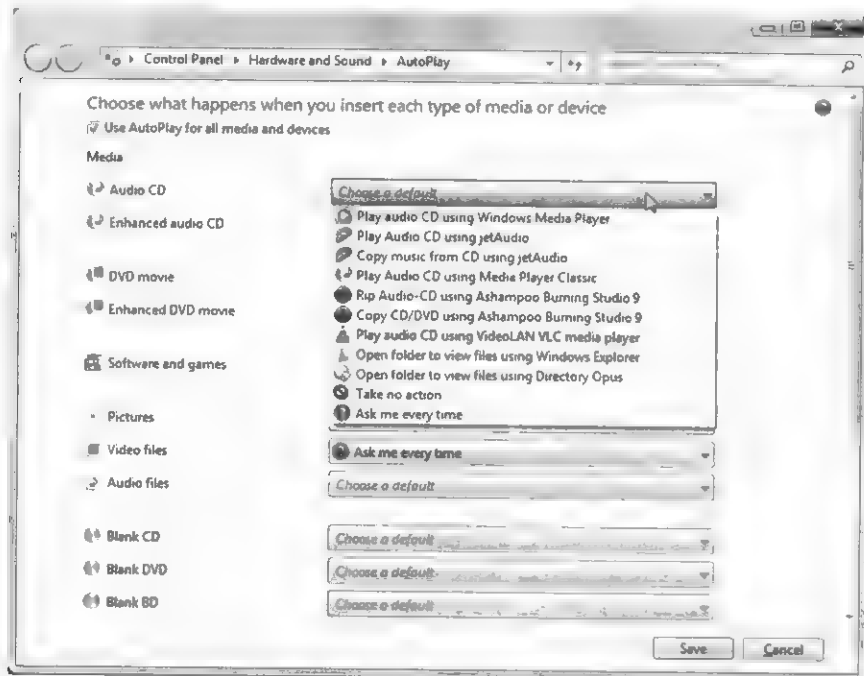 Control Panel ▸ Hardware and Sound ▸ AutoPlay
Choose what happens when you insert each type of media or device
Use AutoPlay for all media and devices
Media
Audio CD
Choose a default
Enhanced audio CD
Play audio CD using Windows Media Player
Play Audio CD using jetAudio
Copy music from CD using jetAudio
DVD movie
Play Audio CD using Media Player Classic
Rip Audio-CD using Ashampoo Burning Studio 9
Enhanced DVD movie
Copy CD/DVD using Ashampoo Burning Studio 9
Play audio CD using VideoLAN VLC media player
Open folder to view files using Windows Explorer
Software and games
Open folder to view files using Directory Opus
Take no action
Pictures
Ask me every time
Video files
Ask me every time
Audio files
Choose a default
Blank CD
Choose a default
Blank DVD
Choose a default
Blank BD
Choose a default
Save
Cancel